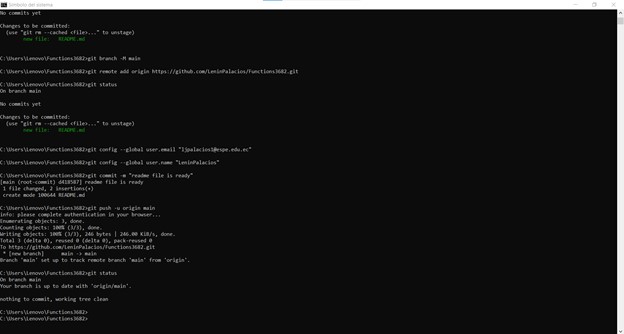 Símbolo del sistema
No commits yet
Changes to be committed:
(use "git rm --cached <file>..." to unstage)
new file:   README.md
C:\Users\Lenovo\Functions3682>git branch -M main
C:\Users\Lenovo\Functions3682>git remote add origin https://github.com/LeninPalacios/Functions3682.git
C:\Users\Lenovo\Functions3682>git status
On branch main
No commits yet
Changes to be committed:
(use "git rm --cached <file>..." to unstage)
new file:   README.md
C:\Users\Lenovo\Functions3682>git config --global user.email "ljpalacios1@espe.edu.ec"
C:\Users\Lenovo\Functions3682>git config --global user.name "LeninPalacios"
C:\Users\Lenovo\Functions3682>git commit -m "readme file is ready"
[main (root-commit) d418587] readme file is ready
1 file changed, 2 insertions(+)
create mode 100644 README.md
C:\Users\Lenovo\Functions3682>git push -u origin main
info: please complete authentication in your browser...
Enumerating objects: 3, done.
Counting objects: 100% (3/3), done.
Writing objects: 100% (3/3), 246 bytes | 246.00 KiB/s, done.
Total 3 (delta 0), reused 0 (delta 0), pack-reused 0
To https://github.com/LeninPalacios/Functions3682.git
* [new branch]      main -> main
Branch 'main' set up to track remote branch 'main' from 'origin'.
C:\Users\Lenovo\Functions3682>git status
On branch main
Your branch is up to date with 'origin/main'.
nothing to commit, working tree clean
C:\Users\Lenovo\Functions3682>
C:\Users\Lenovo\Functions3682>